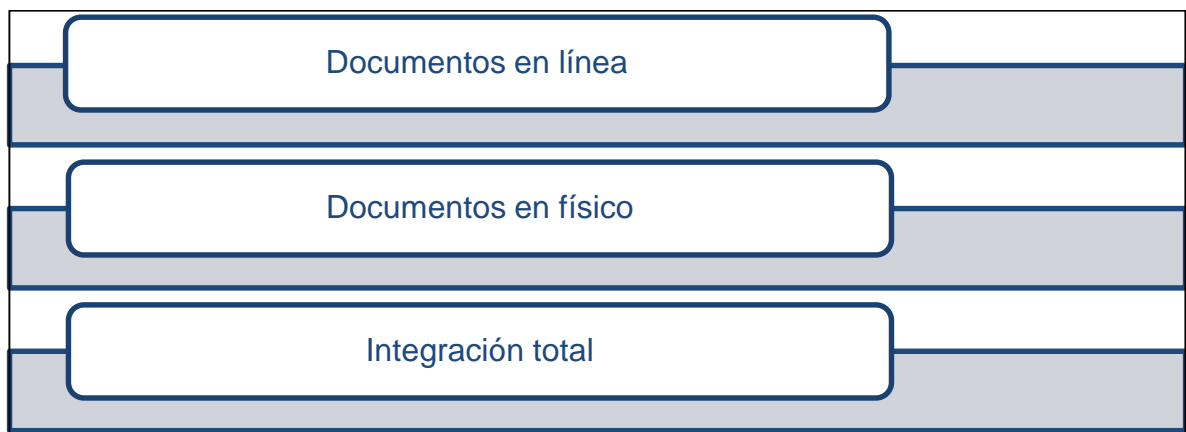 Documentos en línea
Documentos en físico
Integración total